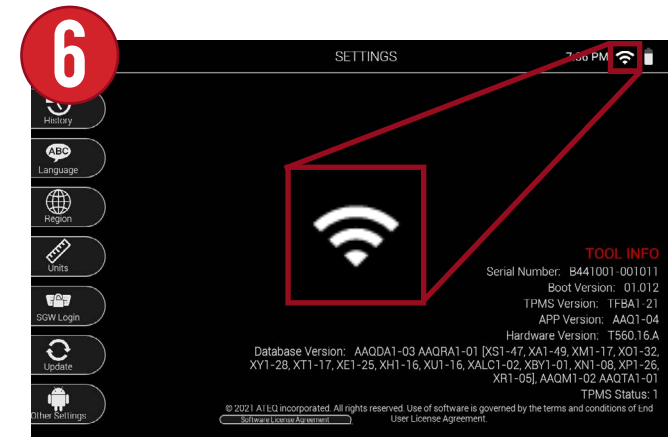 6
SETTINGS
7:56 PM
History
ABC
Language
Region
Units
SGW Login
Update
Other Settings
TOOL INFO
Serial Number: B441001-001011
Boot Version: 01.012
TPMS Version: TFBA1-21
APP Version: AAQ1-04
Hardware Version: T560.16.A
Database Version: AAQDA1-03 AAQRA1-01 [XS1-47, XA1-49, XM1-17, XO1-32,
XY1-28, XT1-17, XE1-25, XH1-16, XU1-16, XALC1-02, XBY1-01, XN1-08, XP1-26,
XR1-05], AAQM1-02 AAQTA1-01
TPMS Status: 1
© 2021 ATEQ incorporated. All rights reserved. Use of software is governed by the terms and conditions of End
Software License Agreement
User License Agreement.